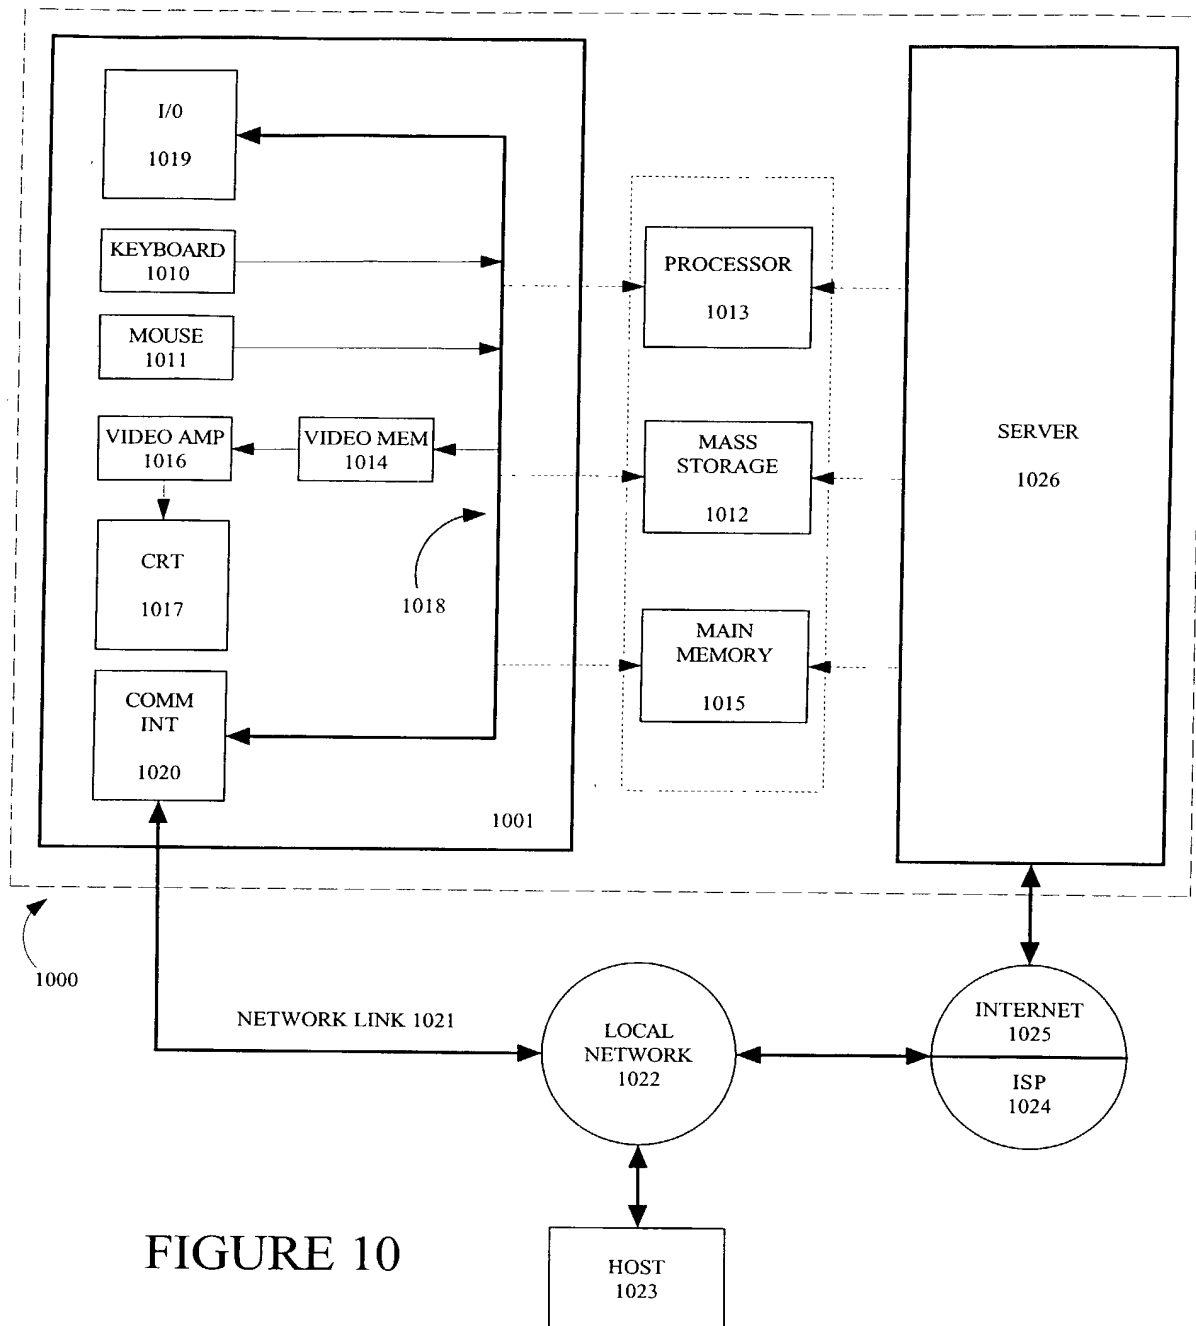 I/0
1019
KEYBOARD
1010
MOUSE
1011
VIDEO AMP
1016
VIDEO MEM
1014
CRT
1017
1018
COMM
INT
1020
1001
PROCESSOR
1013
MASS
STORAGE
1012
MAIN
MEMORY
1015
SERVER
1026
1000
NETWORK LINK 1021
LOCAL
NETWORK
1022
INTERNET
1025
ISP
1024
HOST
1023
FIGURE 10